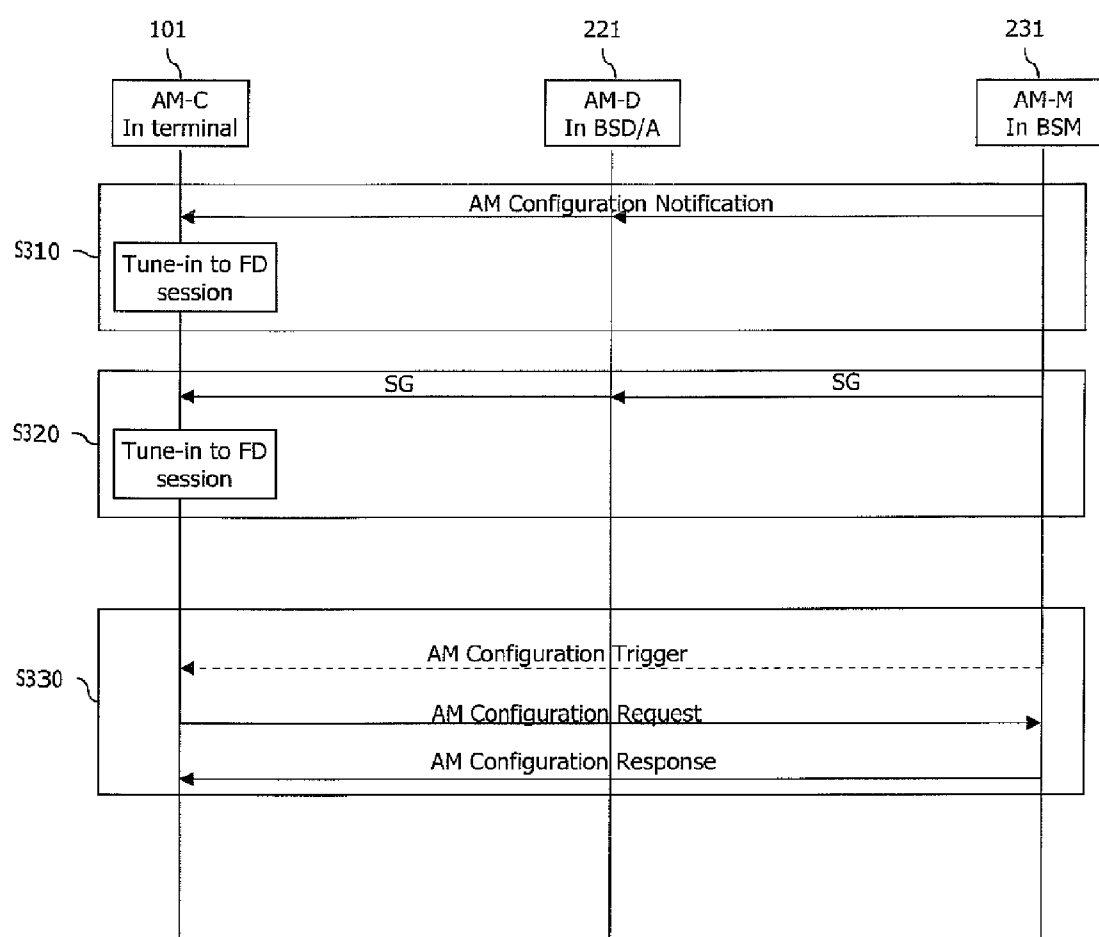 101
221
231
AM-C
In terminal
AM-D
In BSD/A
AM-M
In BSM
AM Configuration Notification
S310
Tune-in to FD
session
SG
SG
S320
Tune-in to FD
session
AM Configuration Trigger
S330
AM Configuration Request
AM Configuration Response